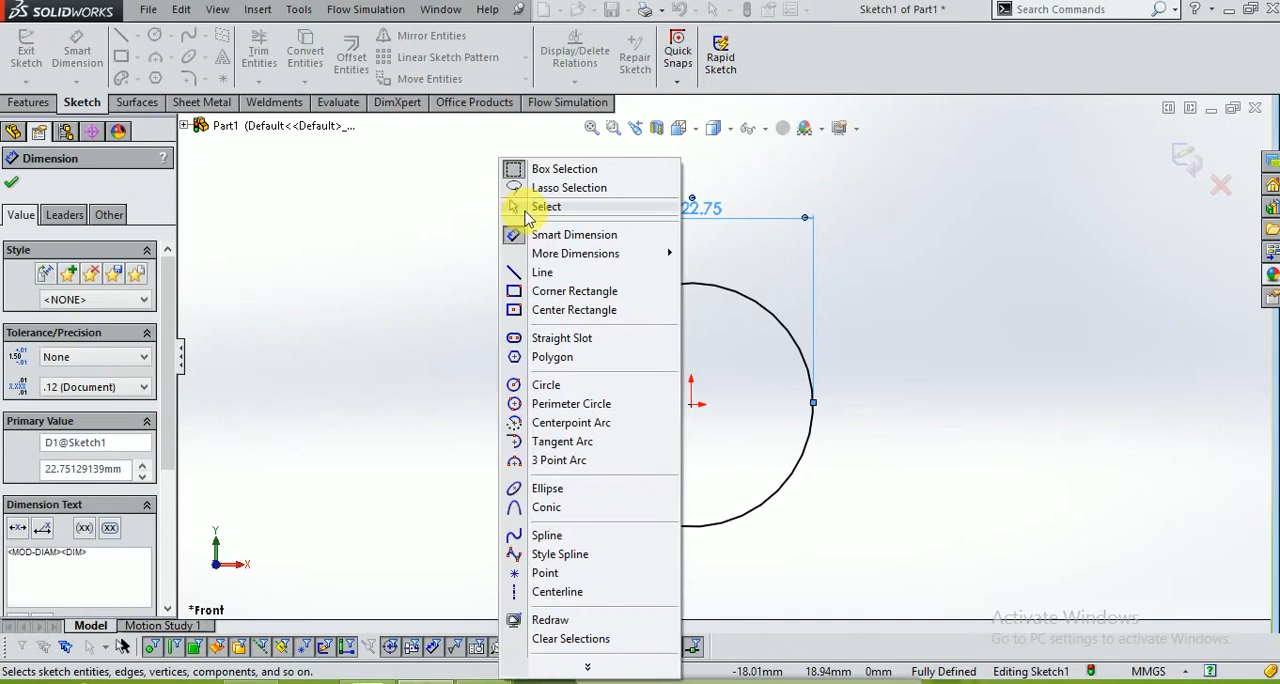 SOLIDWORKS File Edit View Insert Tools Flow Simulation Window Help Sketch1 of Part1 * Search Commands
Exit Sketch
Smart Dimension
Trim Entities
Convert Entities
Offset Entities
Mirror Entities
Linear Sketch Pattern
Move Entities
Display/Delete Relations
Repair Sketch
Quick Snaps
Rapid Sketch
Features Sketch Surfaces Sheet Metal Weldments Evaluate DimXpert Office Products Flow Simulation
Part1 (Default<<Default>_...
Dimension ?
Value Leaders Other
Style
<NONE>
Tolerance/Precision
1.50 +.01 -.01 None
.12 (Document)
Primary Value
D1@Sketch1
22.75129139mm
Dimension Text
(xx) (xx)
<MOD-DIAM><DIM>
Box Selection
Lasso Selection
Select
Smart Dimension
More Dimensions
Line
Corner Rectangle
Center Rectangle
Straight Slot
Polygon
Circle
Perimeter Circle
Centerpoint Arc
Tangent Arc
3 Point Arc
Ellipse
Conic
Spline
Style Spline
Point
Centerline
Redraw
Clear Selections
22.75
Y
X
*Front
Activate Windows
Go to PC settings to activate Windows.
Model Motion Study 1
Selects sketch entities, edges, vertices, components, and so on. -18.01mm 18.94mm 0mm Fully Defined Editing Sketch1 MMGS ?